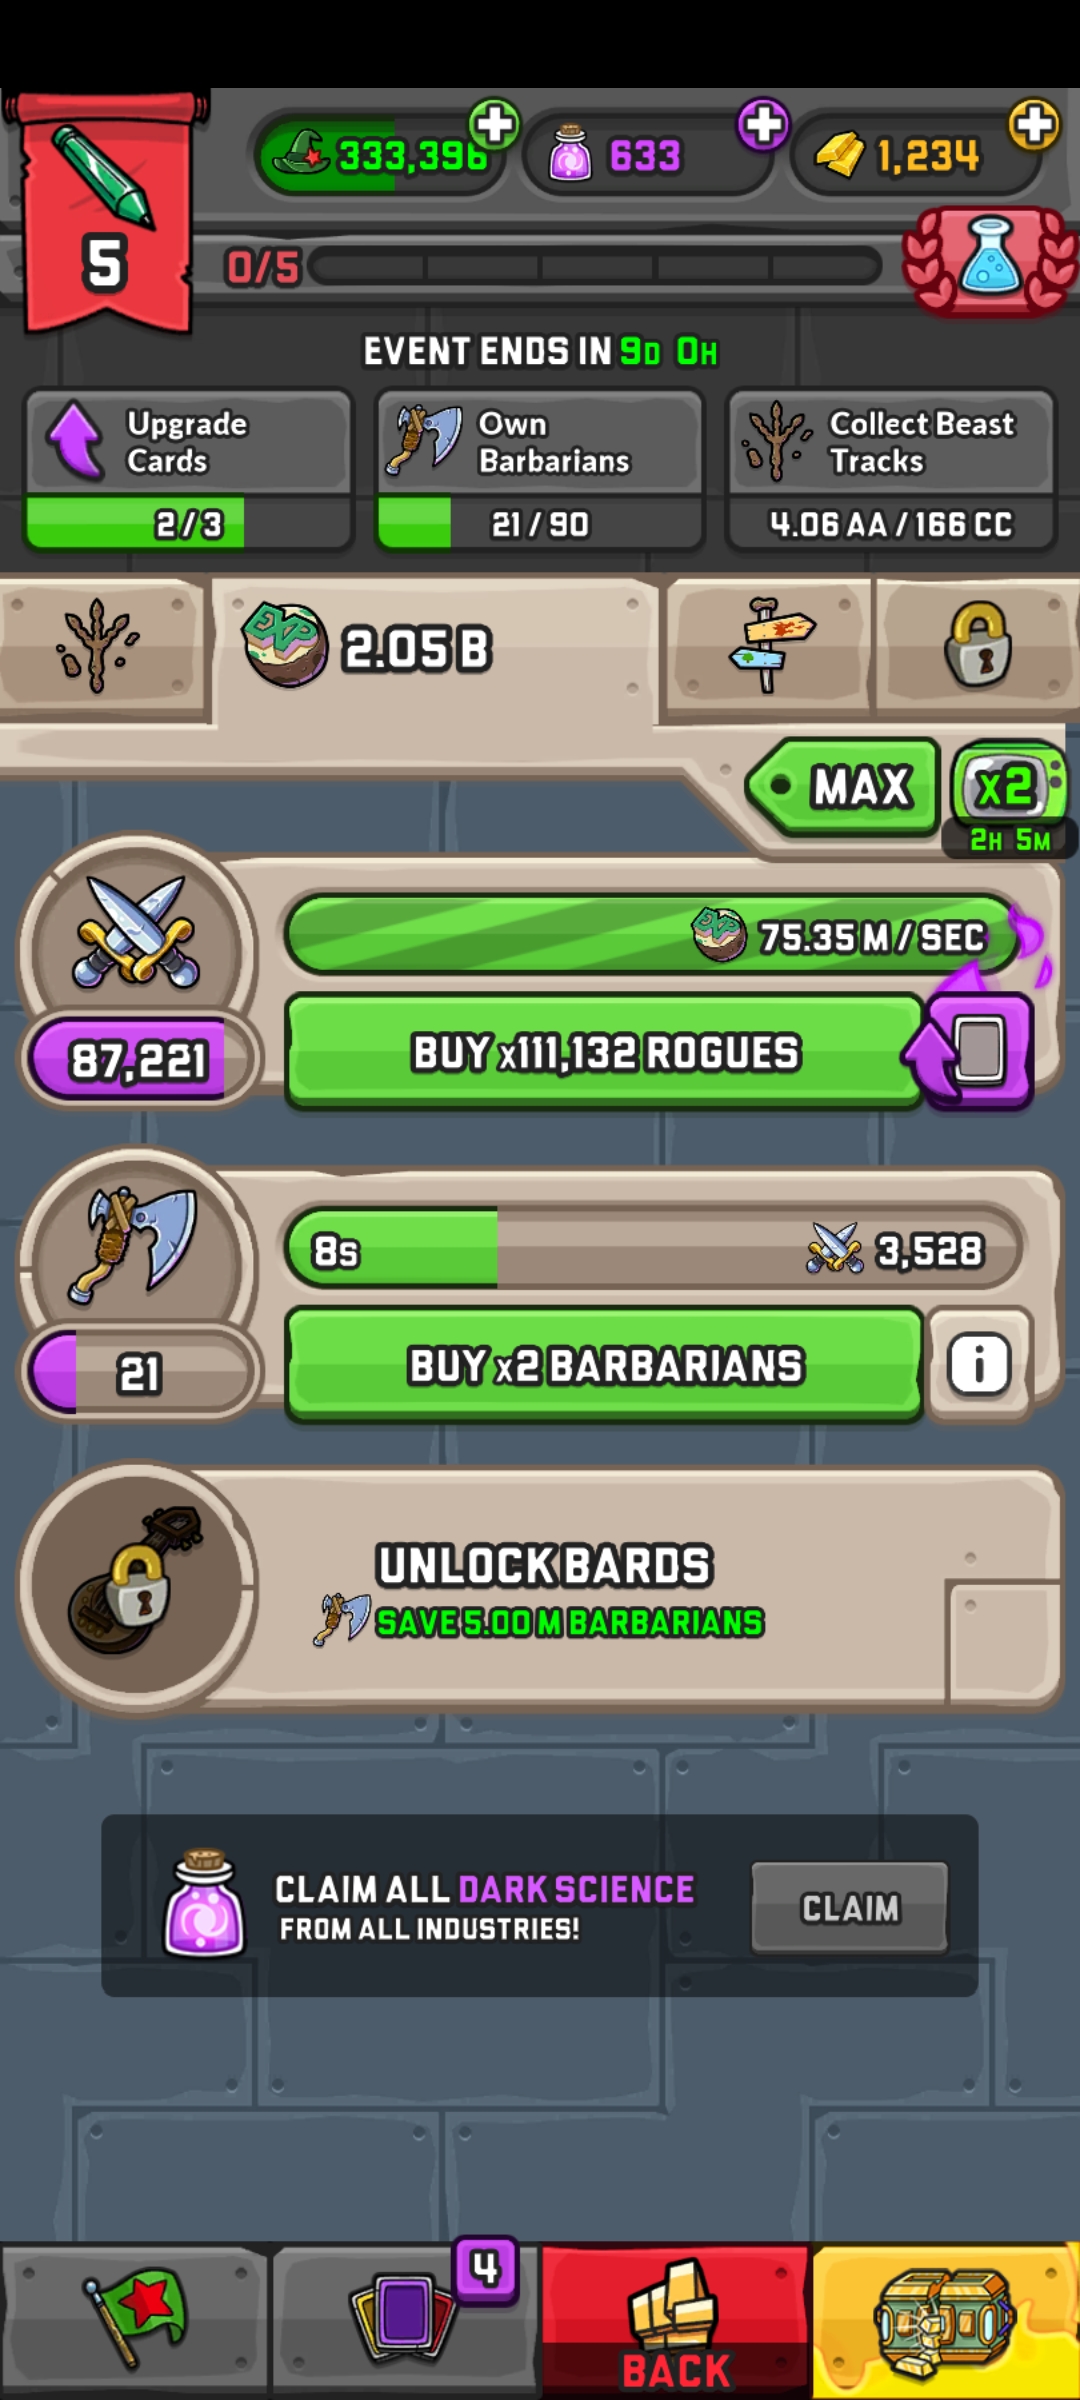 333,396
633
1,234
5
0/5
EVENT ENDS IN 9D 0H
Upgrade
Cards
2/3
Own
Barbarians
21/90
Collect Beast
Tracks
4.06 AA / 166 CC
EXP
2.05 B
MAX
x2
2H 5M
EXP
75.35 M / SEC
87,221
BUY x111,132 ROGUES
8S
3,528
21
BUY x2 BARBARIANS
i
UNLOCK BARDS
SAVE 5.00 M BARBARIANS
CLAIM ALL DARK SCIENCE
FROM ALL INDUSTRIES!
CLAIM
4
BACK